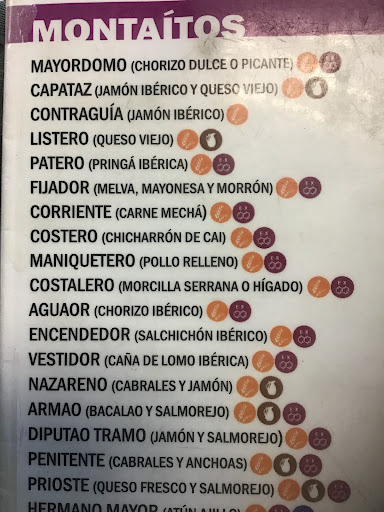 MONTAÍTOS
MAYORDOMO (CHORIZO DULCE O PICANTE)
CAPATAZ (JAMÓN IBÉRICO Y QUESO VIEJO)
CONTRAGUÍA (JAMÓN IBÉRICO)
LISTERO (QUESO VIEJO)
PATERO (PRINGÁ IBÉRICA)
FIJADOR (MELVA, MAYONESA Y MORRÓN)
CORRIENTE (CARNE MECHÁ)
COSTERO (CHICHARRÓN DE CAI)
MANIQUETERO (POLLO RELLENO)
COSTALERO (MORCILLA SERRANA O HÍGADO)
AGUAOR (CHORIZO IBÉRICO)
ENCENDEDOR (SALCHICHÓN IBÉRICO)
VESTIDOR (CAÑA DE LOMO IBÉRICA)
NAZARENO (CABRALES Y JAMÓN)
ARMAO (BACALAO Y SALMOREJO)
DIPUTAO TRAMO (JAMÓN Y SALMOREJO)
PENITENTE (CABRALES Y ANCHOAS)
PRIOSTE (QUESO FRESCO Y SALMOREJO)
HERMANO MAYOR (ATÚN AJILLO)